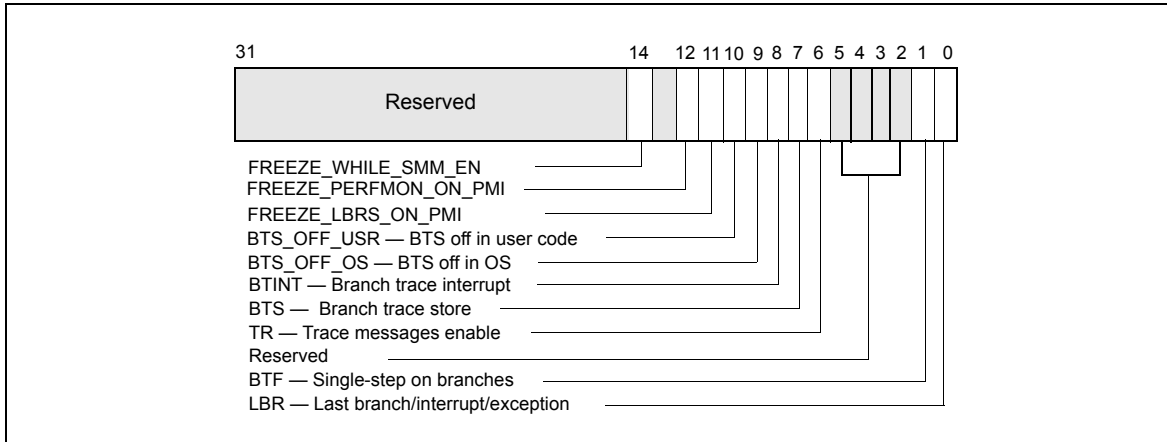 31 14 12 11 10 9 8 7 6 5 4 3 2 1 0
Reserved
FREEZE_WHILE_SMM_EN
FREEZE_PERFMON_ON_PMI
FREEZE_LBRS_ON_PMI
BTS_OFF_USR — BTS off in user code
BTS_OFF_OS — BTS off in OS
BTINT — Branch trace interrupt
BTS — Branch trace store
TR — Trace messages enable
Reserved
BTF — Single-step on branches
LBR — Last branch/interrupt/exception